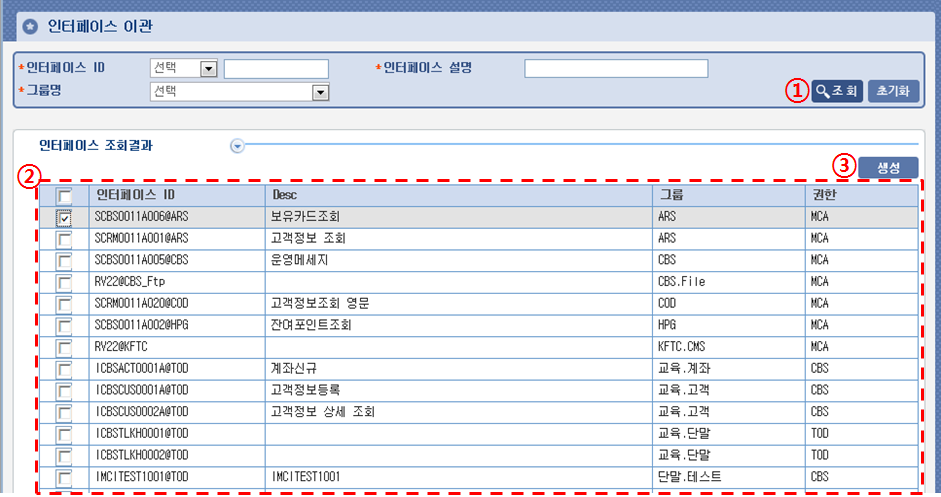 인터페이스 이관
*인터페이스 ID 선택 *인터페이스 설명
*그룹명 선택 ① 조회 초기화
인터페이스 조회결과
③ 생성
②
인터페이스 ID Desc 그룹 권한
SCBS0011A006@ARS 보유카드조회 ARS MCA
SCRM0011A001@ARS 고객정보 조회 ARS MCA
SCBS0011A005@CBS 운영메세지 CBS MCA
RV22@CBS_Ftp CBS.File MCA
SCRM0011A020@COD 고객정보조회 영문 COD MCA
SCBS0011A002@HPG 잔여포인트조회 HPG MCA
RV22@KFTC KFTC.CMS MCA
ICBSACT0001A@TOD 계좌신규 교육.계좌 CBS
ICBSCUS0001A@TOD 고객정보등록 교육.고객 CBS
ICBSCUS0002A@TOD 고객정보 상세 조회 교육.고객 CBS
ICBSTLKH0001@TOD 교육.단말 TOD
ICBSTLKH0002@TOD 교육.단말 TOD
IMCITEST1001@TOD IMCITEST1001 단말.테스트 CBS